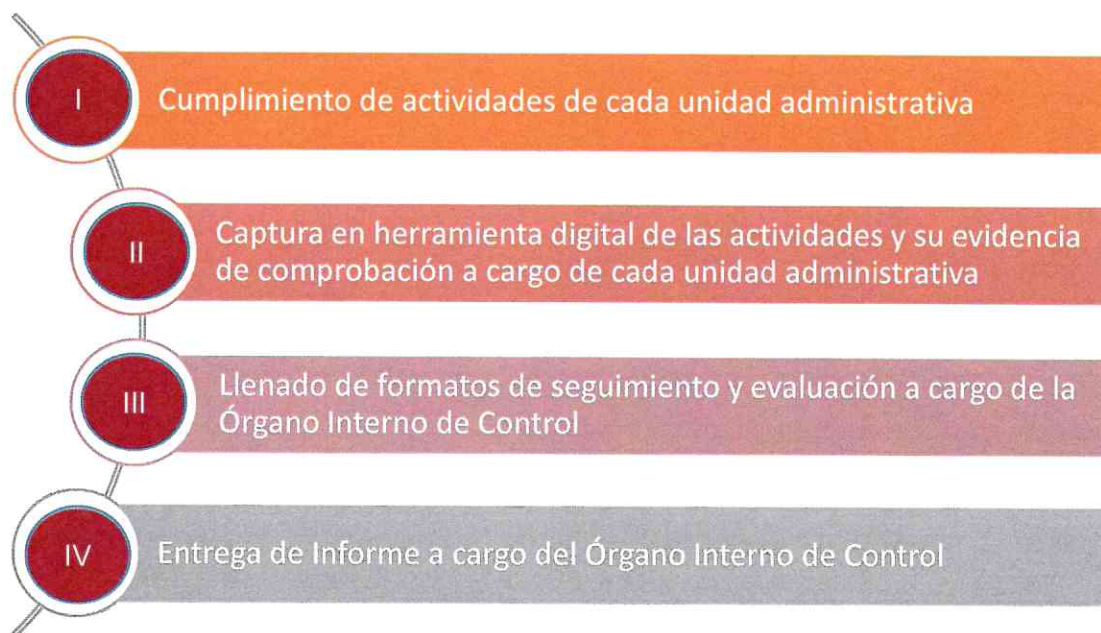 I
Cumplimiento de actividades de cada unidad administrativa
II
Captura en herramienta digital de las actividades y su evidencia
de comprobación a cargo de cada unidad administrativa
III
Llenado de formatos de seguimiento y evaluación a cargo de la
Órgano Interno de Control
IV
Entrega de Informe a cargo del Órgano Interno de Control